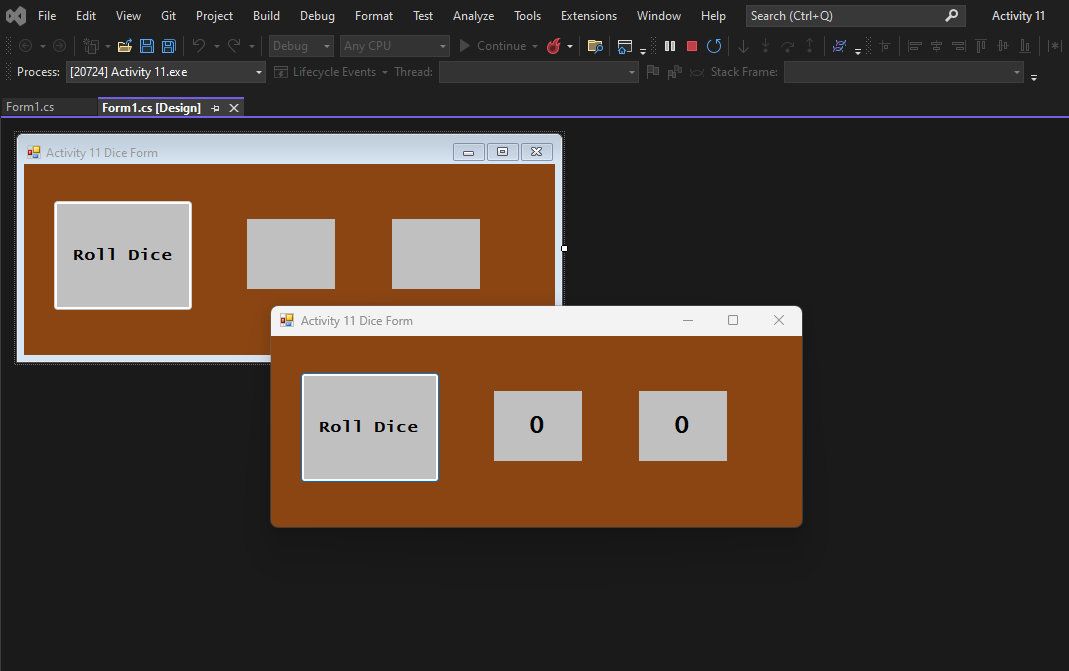 File Edit View Git Project Build Debug Format Test Analyze Tools Extensions Window Help Search (Ctrl+Q) Activity 11
Debug Any CPU Continue
Process: [20724] Activity 11.exe Lifecycle Events Thread: Stack Frame:
Form1.cs Form1.cs [Design]
Activity 11 Dice Form
Roll Dice
Activity 11 Dice Form
Roll Dice 0 0